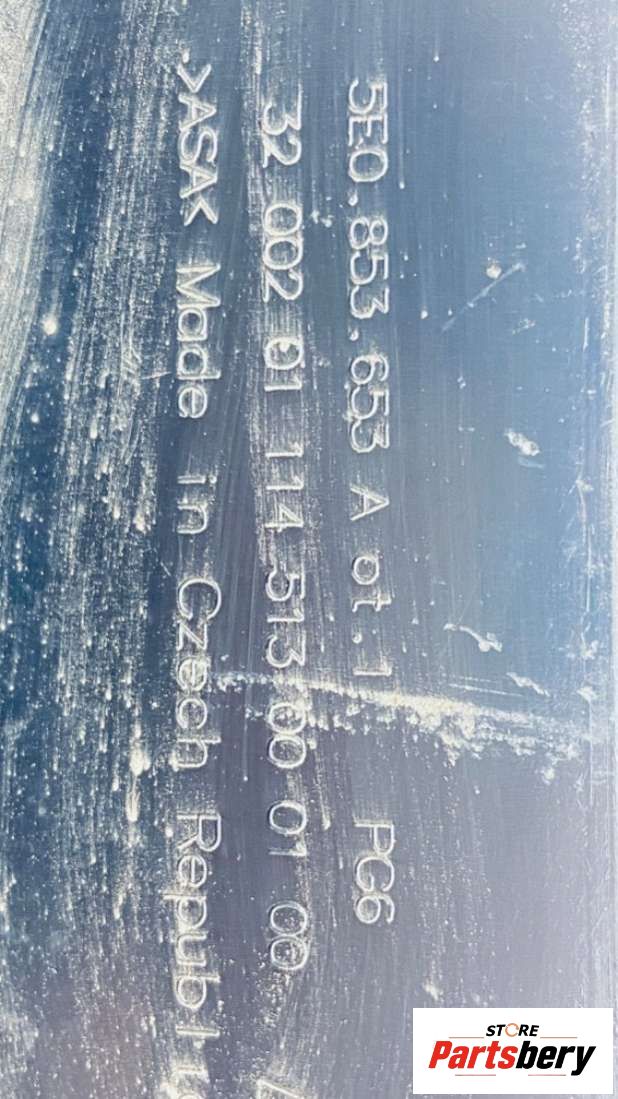 5E0.853.653 A ot.1 PG6
32 002 01 114 513 00 01 00
>ASA< Made in Czech Republic
STORE
Partsbery